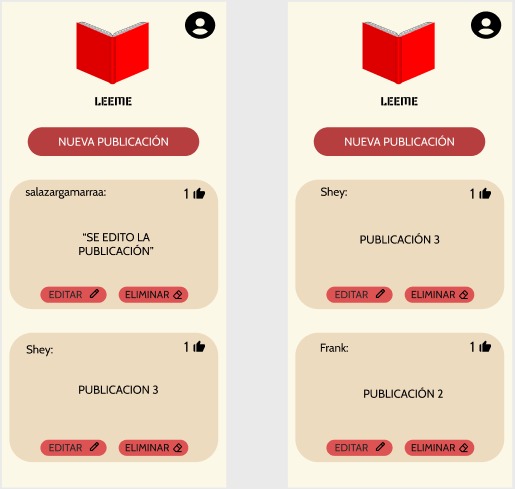 LEEME
NUEVA PUBLICACIÓN
salazargamarraa:
1
"SE EDITO LA
PUBLICACIÓN"
EDITAR
ELIMINAR
Shey:
1
PUBLICACION 3
EDITAR
ELIMINAR
LEEME
NUEVA PUBLICACIÓN
Shey:
1
PUBLICACIÓN 3
EDITAR
ELIMINAR
Frank:
1
PUBLICACIÓN 2
EDITAR
ELIMINAR